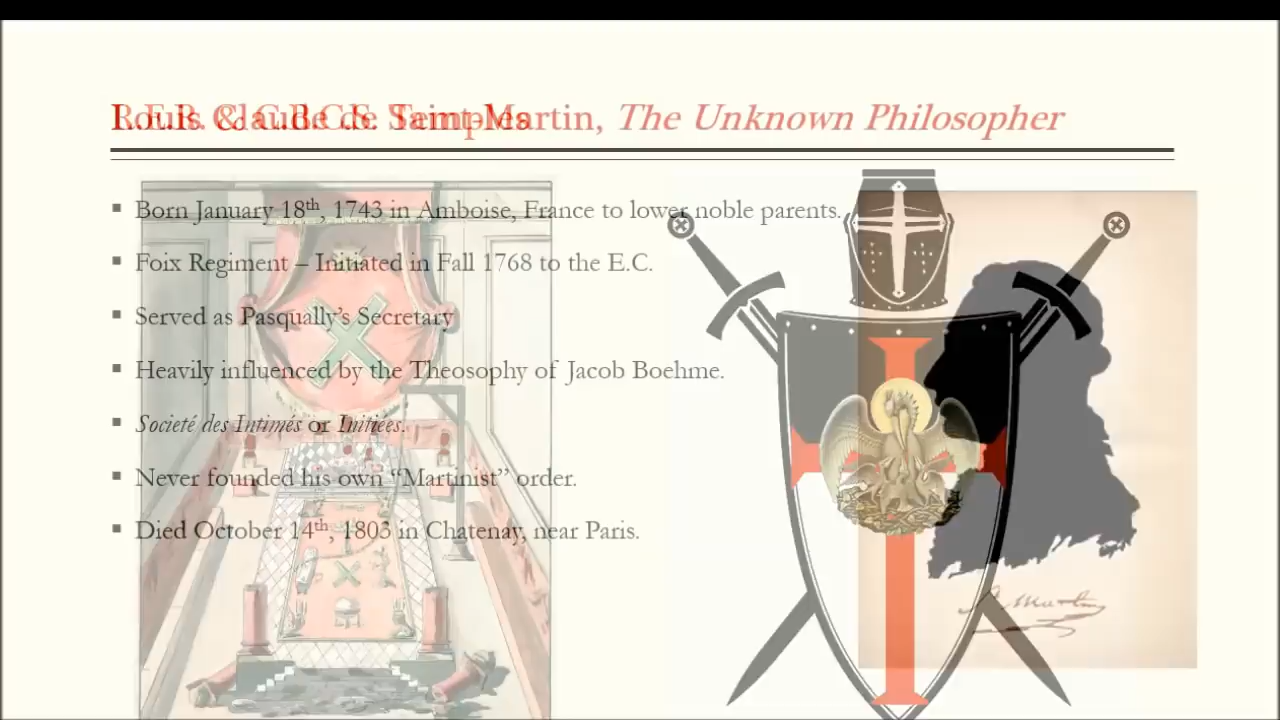 R.E.R. & C.B.C.S. Temples
Louis Claude de Saint-Martin, The Unknown Philosopher
Born January 18th, 1743 in Amboise, France to lower noble parents.
Foix Regiment – Initiated in Fall 1768 to the E.C.
Served as Pasqually's Secretary
Heavily influenced by the Theosophy of Jacob Boehme.
Societé des Intimés or Initiées.
Never founded his own “Martinist” order.
Died October 14th, 1803 in Chatenay, near Paris.